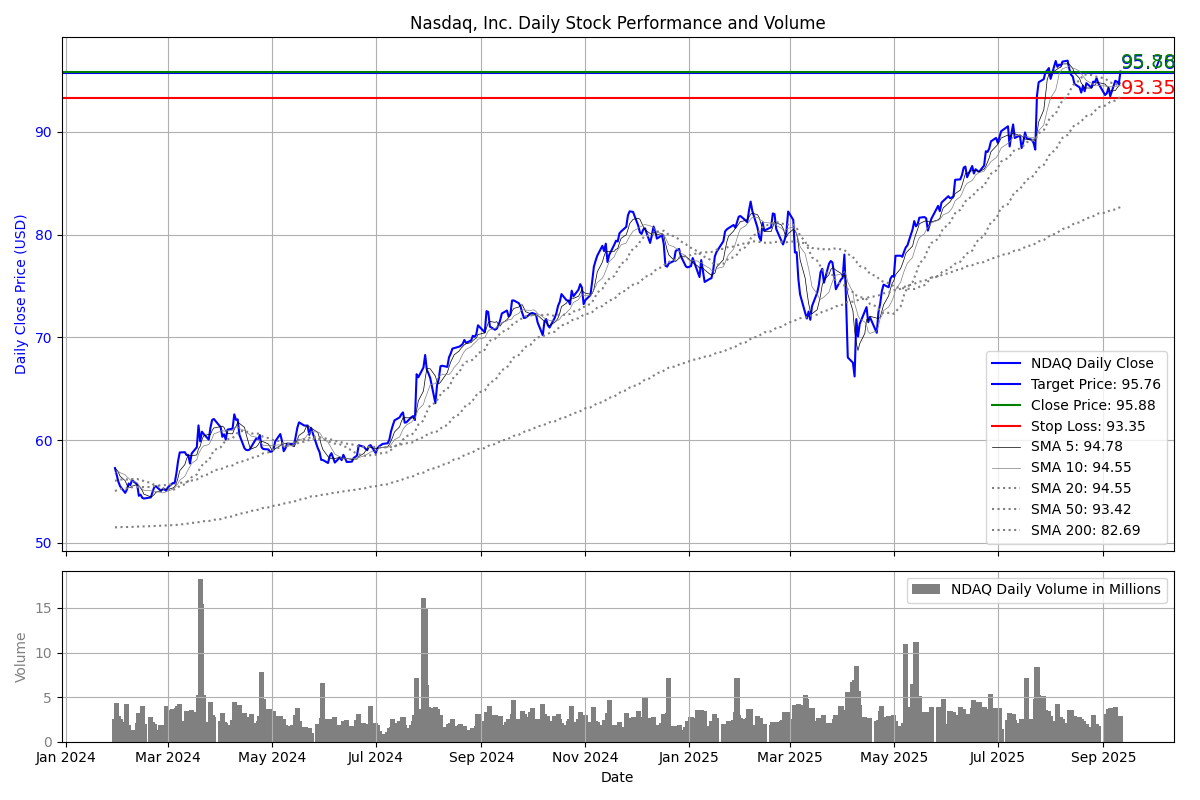 Nasdaq, Inc. Daily Stock Performance and Volume
Daily Close Price (USD)
90
80
70
60
50
93.35
NDAQ Daily Close
Target Price: 95.76
Close Price: 95.88
Stop Loss: 93.35
SMA 5: 94.78
SMA 10: 94.55
SMA 20: 94.55
SMA 50: 93.42
SMA 200: 82.69
Volume
15
10
5
0
NDAQ Daily Volume in Millions
Jan 2024 Mar 2024 May 2024 Jul 2024 Sep 2024 Nov 2024 Jan 2025 Mar 2025 May 2025 Jul 2025 Sep 2025
Date